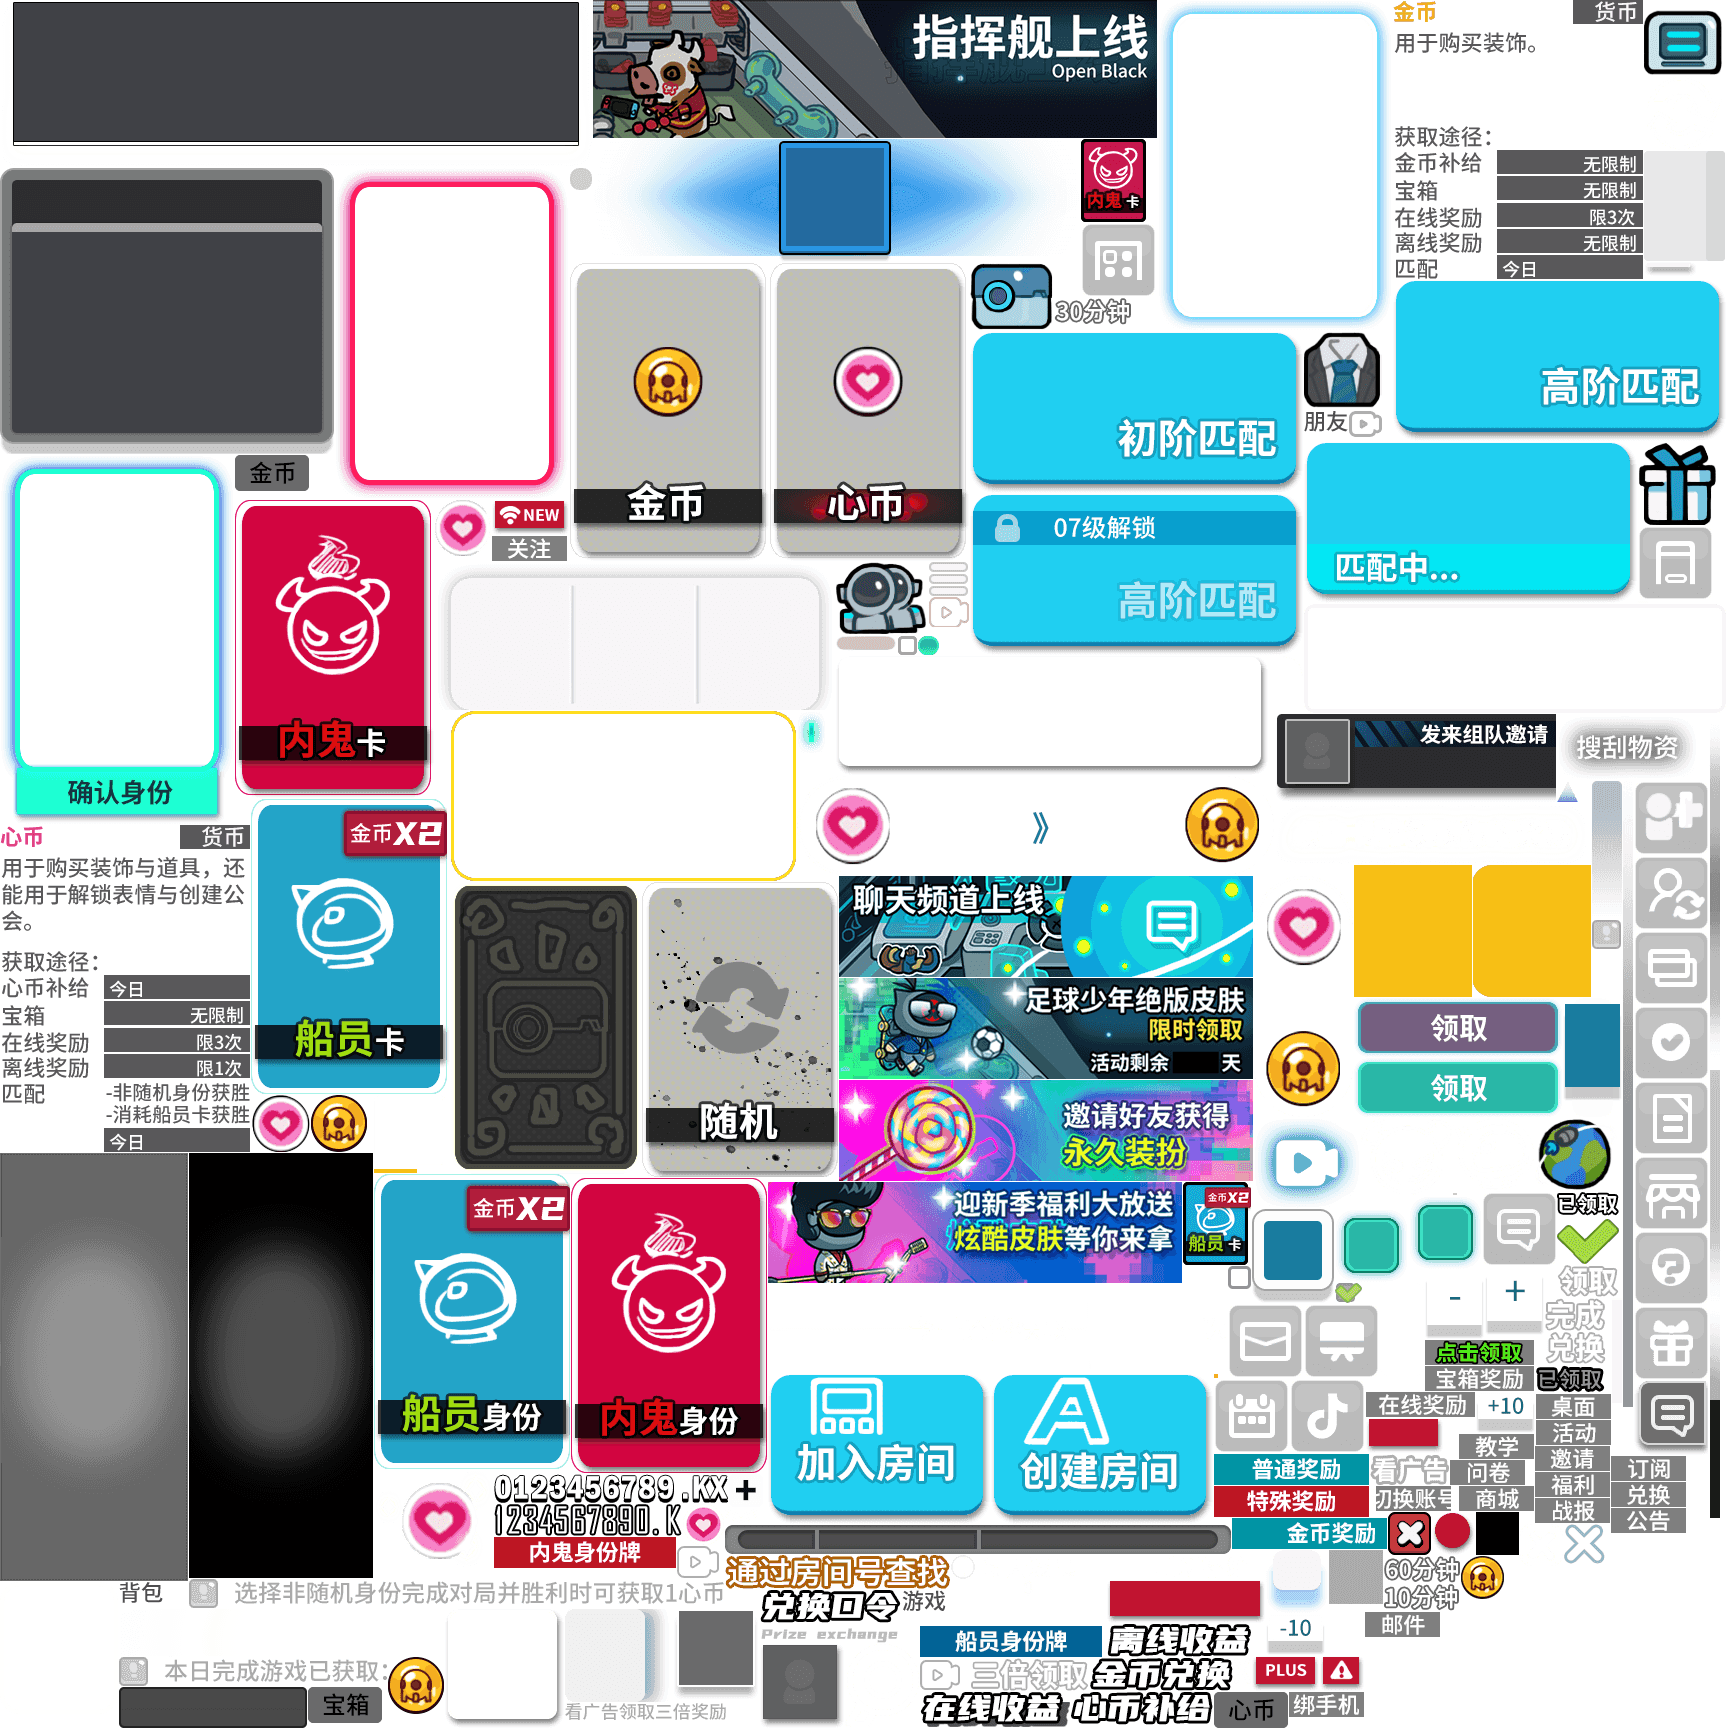 指挥舰上线
Open Black
金币
货币
用于购买装饰。
获取途径：
金币补给
无限制
宝箱
无限制
在线奖励
限3次
离线奖励
无限制
匹配
今日
内鬼卡
30分钟
高阶匹配
初阶匹配
朋友
金币
心币
金币
NEW
关注
07级解锁
高阶匹配
匹配中...
内鬼卡
确认身份
发来组队邀请
搜刮物资
心币
货币
用于购买装饰与道具，还
能用于解锁表情与创建公
会。
获取途径：
心币补给
今日
宝箱
无限制
在线奖励
限3次
离线奖励
限1次
匹配
-非随机身份获胜
-消耗船员卡获胜
今日
金币X2
船员卡
随机
聊天频道上线
足球少年绝版皮肤
限时领取
活动剩余
天
邀请好友获得
永久装扮
迎新季福利大放送
炫酷皮肤等你来拿
领取
领取
金币X2
船员卡
已领取
领取
完成
兑换
-
+
点击领取
宝箱奖励
已领取
金币X2
船员身份
内鬼身份
加入房间
创建房间
在线奖励
+10
桌面
活动
教学
邀请
普通奖励
看广告
问卷
福利
订阅
特殊奖励
切换账号
商城
战报
兑换
公告
金币奖励
0123456789.KX+
1234567890.K
内鬼身份牌
通过房间号查找
60分钟
10分钟
背包
选择非随机身份完成对局并胜利时可获取1心币
兑换口令
游戏
Prize exchange
邮件
-10
船员身份牌
离线收益
本日完成游戏已获取：
三倍领取
金币兑换
PLUS
宝箱
看广告领取三倍奖励
在线收益
心币补给
心币
绑手机